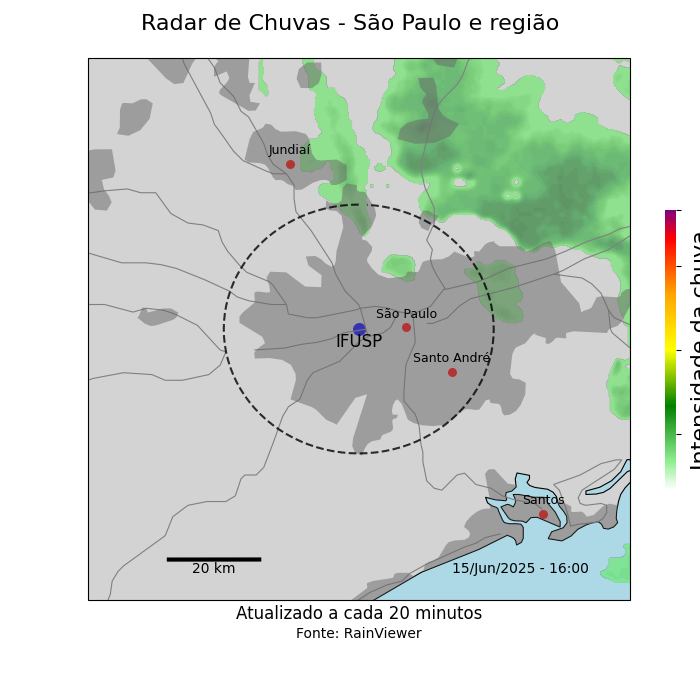 Radar de Chuvas - São Paulo e região
Jundiaí
São Paulo
IFUSP
Santo André
Santos
20 km
15/Jun/2025 - 16:00
Intensidade da chuva
Atualizado a cada 20 minutos
Fonte: RainViewer